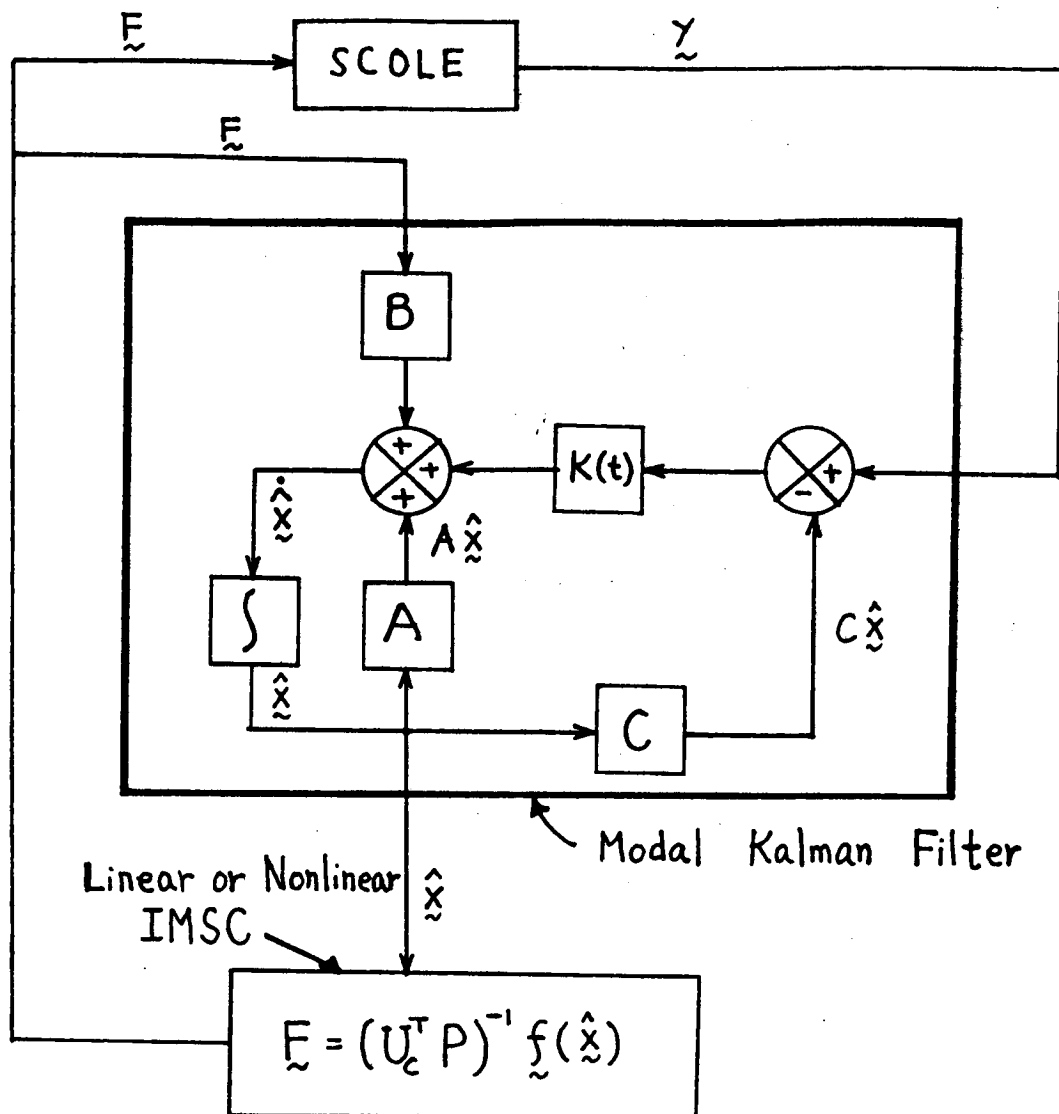 F̰
SCOLE
y̰
F̰
B
+
+
+
K(t)
+
-
x̰̂̇
A x̰̂
∫
A
C x̰̂
x̰̂
C
Modal Kalman Filter
Linear or Nonlinear
IMSC
x̰̂
F̰ = (U_c^T P)^{-1} f̰(x̰̂)